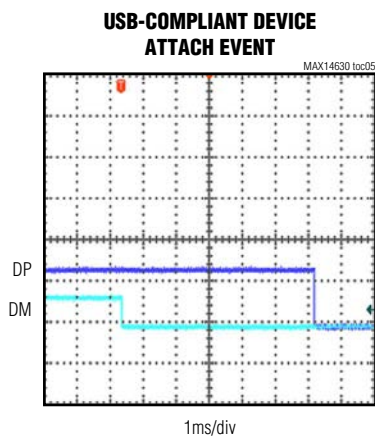 USB-COMPLIANT DEVICE
ATTACH EVENT
MAX14630 toc05
T
DP
DM
1ms/div